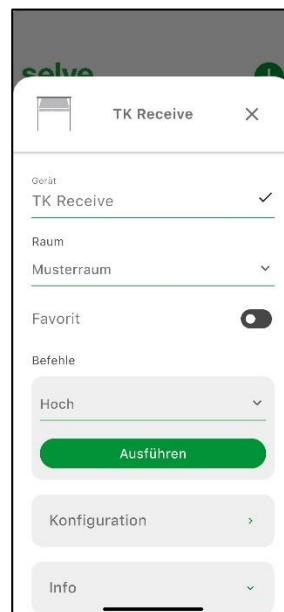 selve
TK Receive
Gerät
TK Receive
Raum
Musterraum
Favorit
Befehle
Hoch
Ausführen
Konfiguration
Info